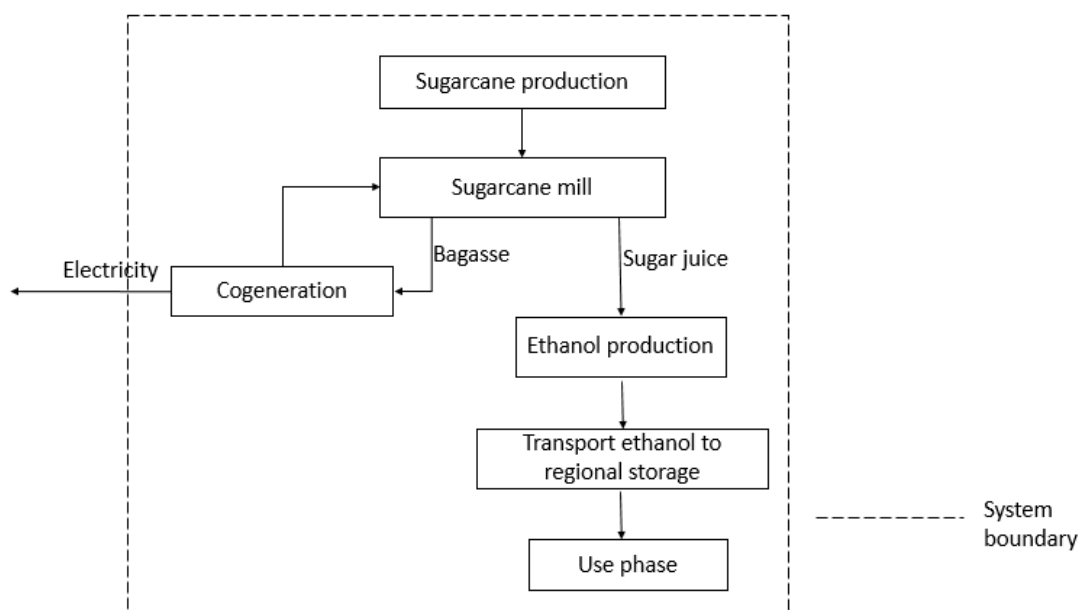 Sugarcane production
Sugarcane mill
Bagasse
Sugar juice
Electricity
Cogeneration
Ethanol production
Transport ethanol to
regional storage
System
boundary
Use phase